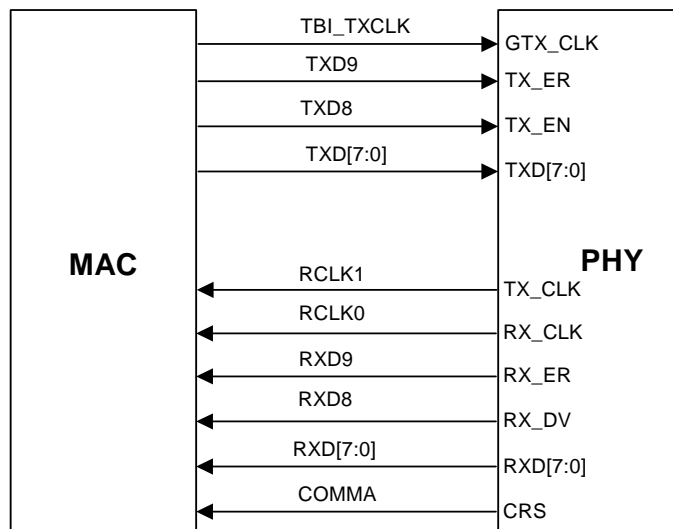 TBI_TXCLK GTX_CLK
TXD9 TX_ER
TXD8 TX_EN
TXD[7:0] TXD[7:0]
MAC PHY
RCLK1 TX_CLK
RCLK0 RX_CLK
RXD9 RX_ER
RXD8 RX_DV
RXD[7:0] RXD[7:0]
COMMA CRS